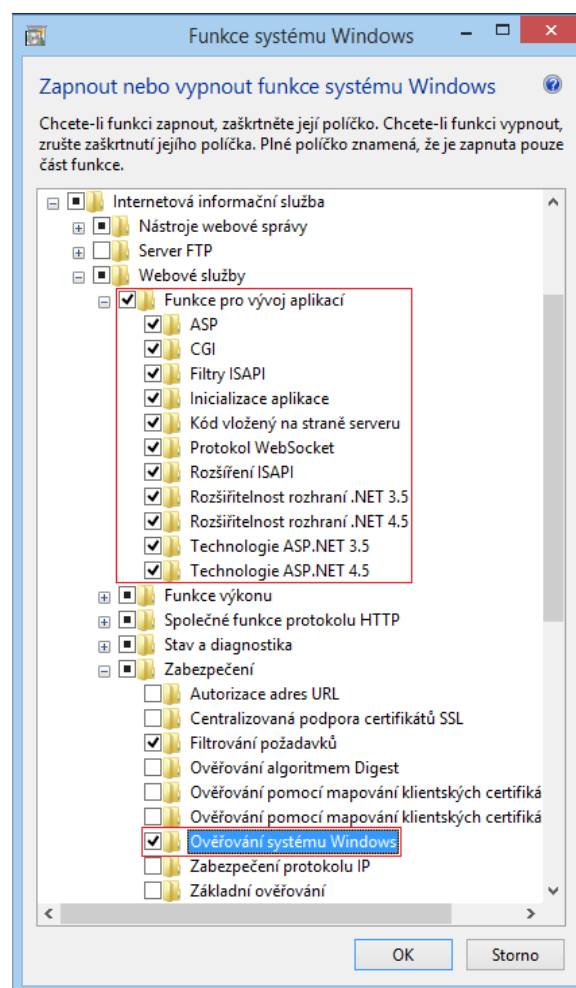 Funkce systému Windows
Zapnout nebo vypnout funkce systému Windows
Chcete-li funkci zapnout, zaškrtněte její políčko. Chcete-li funkci vypnout,
zrušte zaškrtnutí jejího políčka. Plné políčko znamená, že je zapnuta pouze
část funkce.
Internetová informační služba
Nástroje webové správy
Server FTP
Webové služby
Funkce pro vývoj aplikací
ASP
CGI
Filtry ISAPI
Inicializace aplikace
Kód vložený na straně serveru
Protokol WebSocket
Rozšíření ISAPI
Rozšiřitelnost rozhraní .NET 3.5
Rozšiřitelnost rozhraní .NET 4.5
Technologie ASP.NET 3.5
Technologie ASP.NET 4.5
Funkce výkonu
Společné funkce protokolu HTTP
Stav a diagnostika
Zabezpečení
Autorizace adres URL
Centralizovaná podpora certifikátů SSL
Filtrování požadavků
Ověřování algoritmem Digest
Ověřování pomocí mapování klientských certifiká
Ověřování pomocí mapování klientských certifiká
Ověřování systému Windows
Zabezpečení protokolu IP
Základní ověřování
OK
Storno